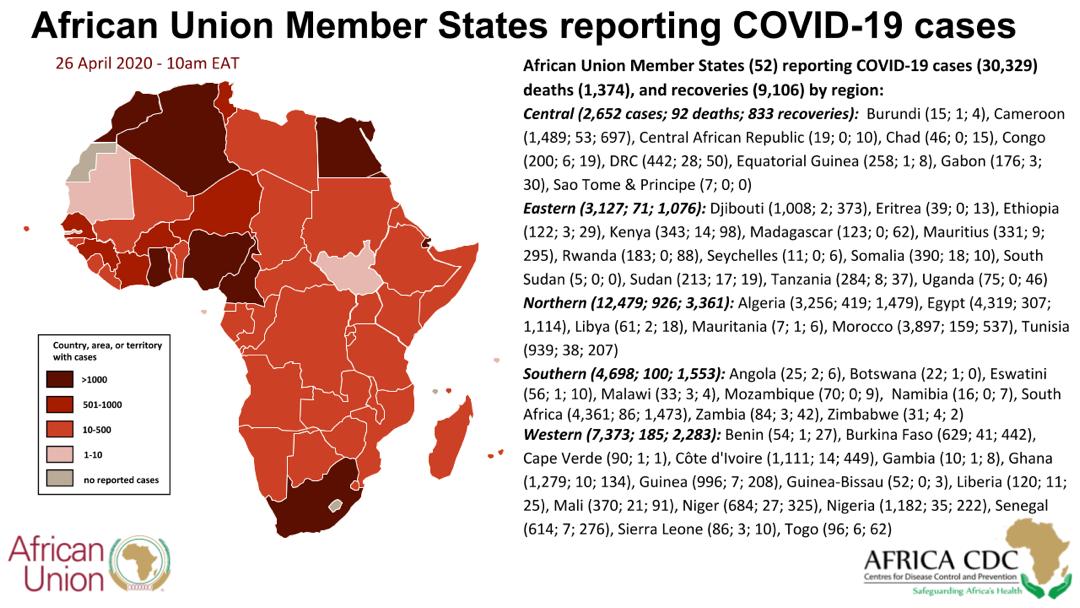 African Union Member States reporting COVID-19 cases
26 April 2020 - 10am EAT
African Union Member States (52) reporting COVID-19 cases (30,329)
deaths (1,374), and recoveries (9,106) by region:
Central (2,652 cases; 92 deaths; 833 recoveries): Burundi (15; 1; 4), Cameroon
(1,489; 53; 697), Central African Republic (19; 0; 10), Chad (46; 0; 15), Congo
(200; 6; 19), DRC (442; 28; 50), Equatorial Guinea (258; 1; 8), Gabon (176; 3;
30), Sao Tome & Principe (7; 0; 0)
Eastern (3,127; 71; 1,076): Djibouti (1,008; 2; 373), Eritrea (39; 0; 13), Ethiopia
(122; 3; 29), Kenya (343; 14; 98), Madagascar (123; 0; 62), Mauritius (331; 9;
295), Rwanda (183; 0; 88), Seychelles (11; 0; 6), Somalia (390; 18; 10), South
Sudan (5; 0; 0), Sudan (213; 17; 19), Tanzania (284; 8; 37), Uganda (75; 0; 46)
Northern (12,479; 926; 3,361): Algeria (3,256; 419; 1,479), Egypt (4,319; 307;
1,114), Libya (61; 2; 18), Mauritania (7; 1; 6), Morocco (3,897; 159; 537), Tunisia
(939; 38; 207)
Southern (4,698; 100; 1,553): Angola (25; 2; 6), Botswana (22; 1; 0), Eswatini
(56; 1; 10), Malawi (33; 3; 4), Mozambique (70; 0; 9), Namibia (16; 0; 7), South
Africa (4,361; 86; 1,473), Zambia (84; 3; 42), Zimbabwe (31; 4; 2)
Western (7,373; 185; 2,283): Benin (54; 1; 27), Burkina Faso (629; 41; 442),
Cape Verde (90; 1; 1), Côte d'Ivoire (1,111; 14; 449), Gambia (10; 1; 8), Ghana
(1,279; 10; 134), Guinea (996; 7; 208), Guinea-Bissau (52; 0; 3), Liberia (120; 11;
25), Mali (370; 21; 91), Niger (684; 27; 325), Nigeria (1,182; 35; 222), Senegal
(614; 7; 276), Sierra Leone (86; 3; 10), Togo (96; 6; 62)
Country, area, or territory
with cases
>1000
501-1000
10-500
1-10
no reported cases
African
Union
AFRICA CDC
Centres for Disease Control and Prevention
Safeguarding Africa's Health